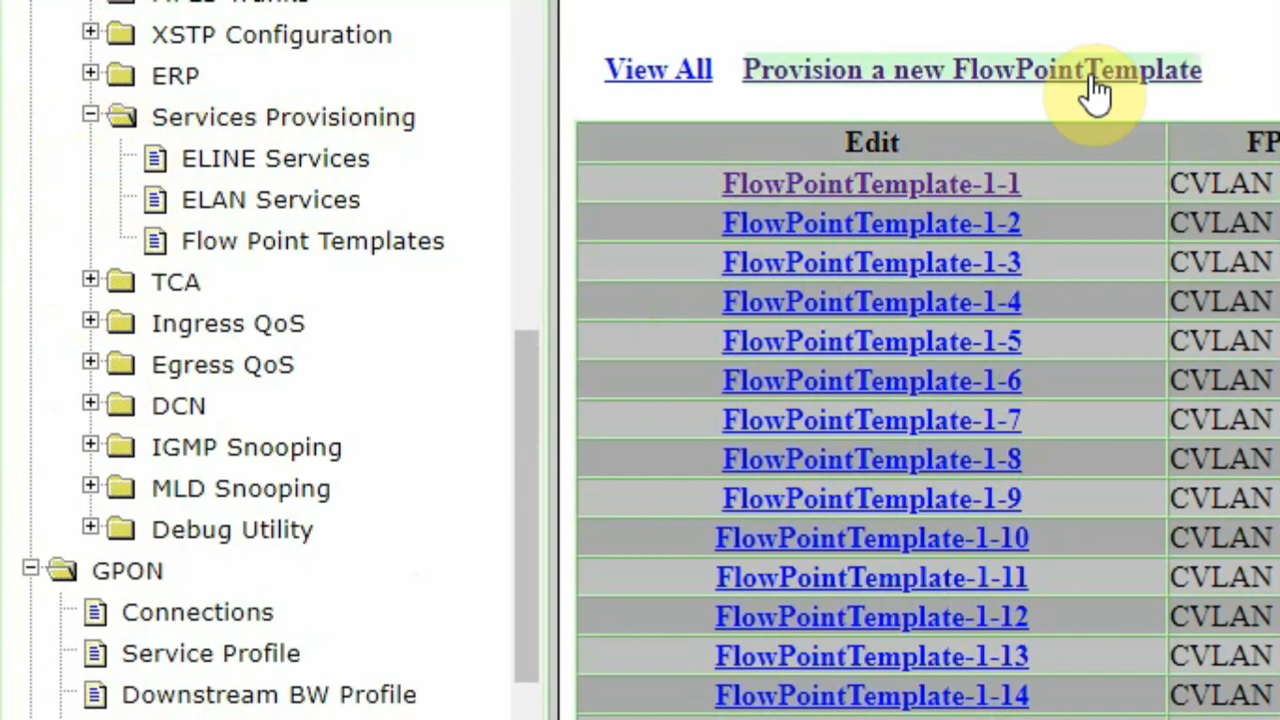 XSTP Configuration
ERP
Services Provisioning
ELINE Services
ELAN Services
Flow Point Templates
TCA
Ingress QoS
Egress QoS
DCN
IGMP Snooping
MLD Snooping
Debug Utility
GPON
Connections
Service Profile
Downstream BW Profile
View All Provision a new FlowPointTemplate
Edit FP
FlowPointTemplate-1-1 CVLAN
FlowPointTemplate-1-2 CVLAN
FlowPointTemplate-1-3 CVLAN
FlowPointTemplate-1-4 CVLAN
FlowPointTemplate-1-5 CVLAN
FlowPointTemplate-1-6 CVLAN
FlowPointTemplate-1-7 CVLAN
FlowPointTemplate-1-8 CVLAN
FlowPointTemplate-1-9 CVLAN
FlowPointTemplate-1-10 CVLAN
FlowPointTemplate-1-11 CVLAN
FlowPointTemplate-1-12 CVLAN
FlowPointTemplate-1-13 CVLAN
FlowPointTemplate-1-14 CVLAN